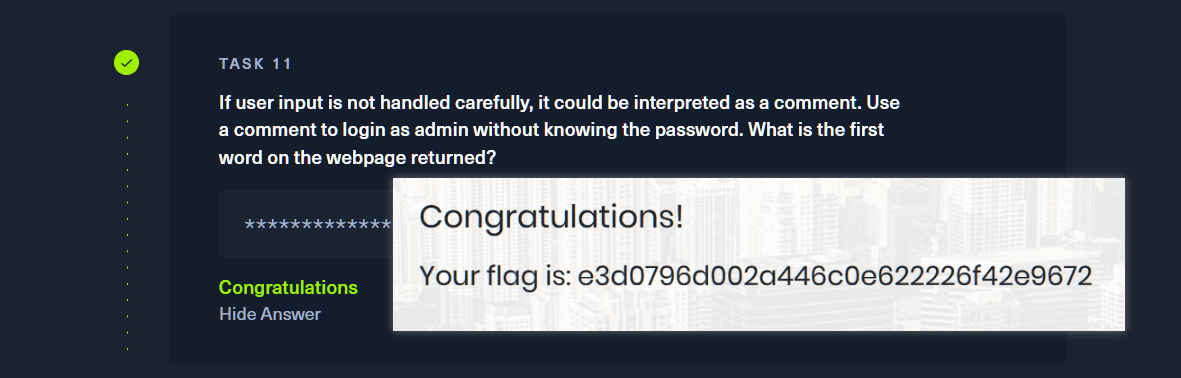 TASK 11
If user input is not handled carefully, it could be interpreted as a comment. Use
a comment to login as admin without knowing the password. What is the first
word on the webpage returned?
*************
Congratulations!
Your flag is: e3d0796d002a446c0e622226f42e9672
Congratulations
Hide Answer